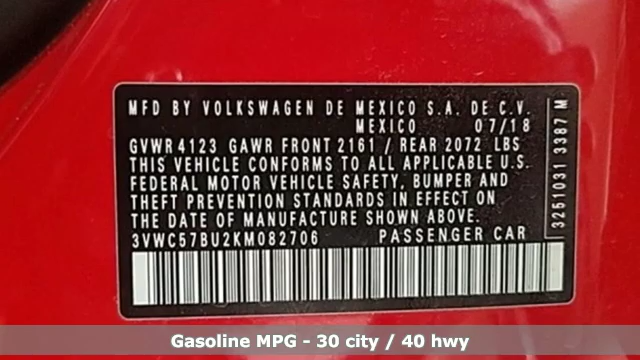 MFD BY VOLKSWAGEN DE MEXICO S.A. DE C.V.
MEXICO 07/18
GVWR 4123 GAWR FRONT 2161 / REAR 2072 LBS
THIS VEHICLE CONFORMS TO ALL APPLICABLE U.S.
FEDERAL MOTOR VEHICLE SAFETY, BUMPER AND
THEFT PREVENTION STANDARDS IN EFFECT ON
THE DATE OF MANUFACTURE SHOWN ABOVE.
3VWC57BU2KM082706 PASSENGER CAR
3251031 3387 M
Gasoline MPG - 30 city / 40 hwy